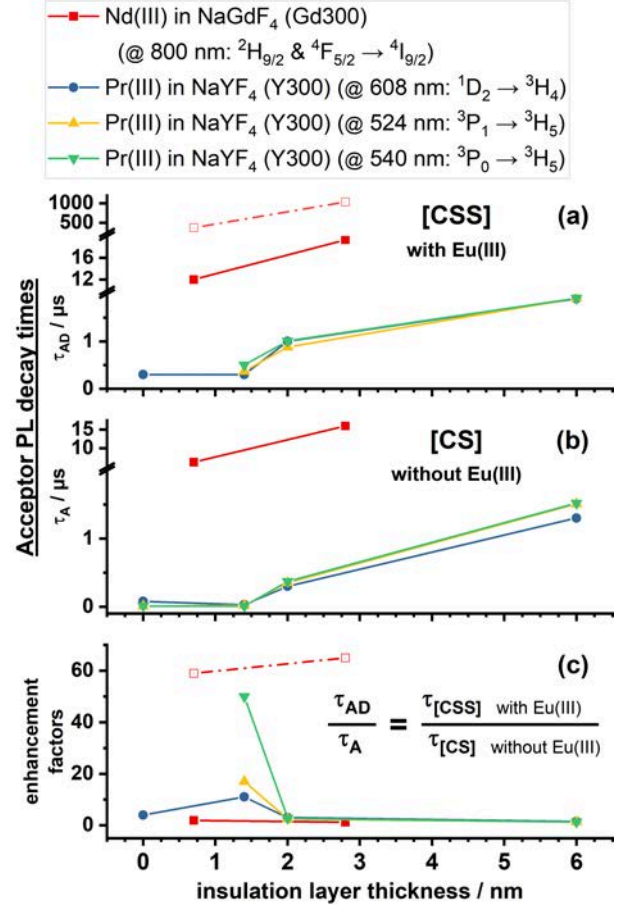 Nd(III) in NaGdF₄ (Gd300)
(@ 800 nm: ²H₉/₂ & ⁴F₅/₂ → ⁴I₉/₂)
Pr(III) in NaYF₄ (Y300) (@ 608 nm: ¹D₂ → ³H₄)
Pr(III) in NaYF₄ (Y300) (@ 524 nm: ³P₁ → ³H₅)
Pr(III) in NaYF₄ (Y300) (@ 540 nm: ³P₀ → ³H₅)
Acceptor PL decay times
1000
500
16
12
1
0
τAD / µs
[CSS]
with Eu(III)
(a)
15
10
1
0
τA / µs
[CS]
without Eu(III)
(b)
60
40
20
0
enhancement
factors
(c)
τAD / τA = τ[CSS] with Eu(III) / τ[CS] without Eu(III)
0 1 2 3 4 5 6
insulation layer thickness / nm